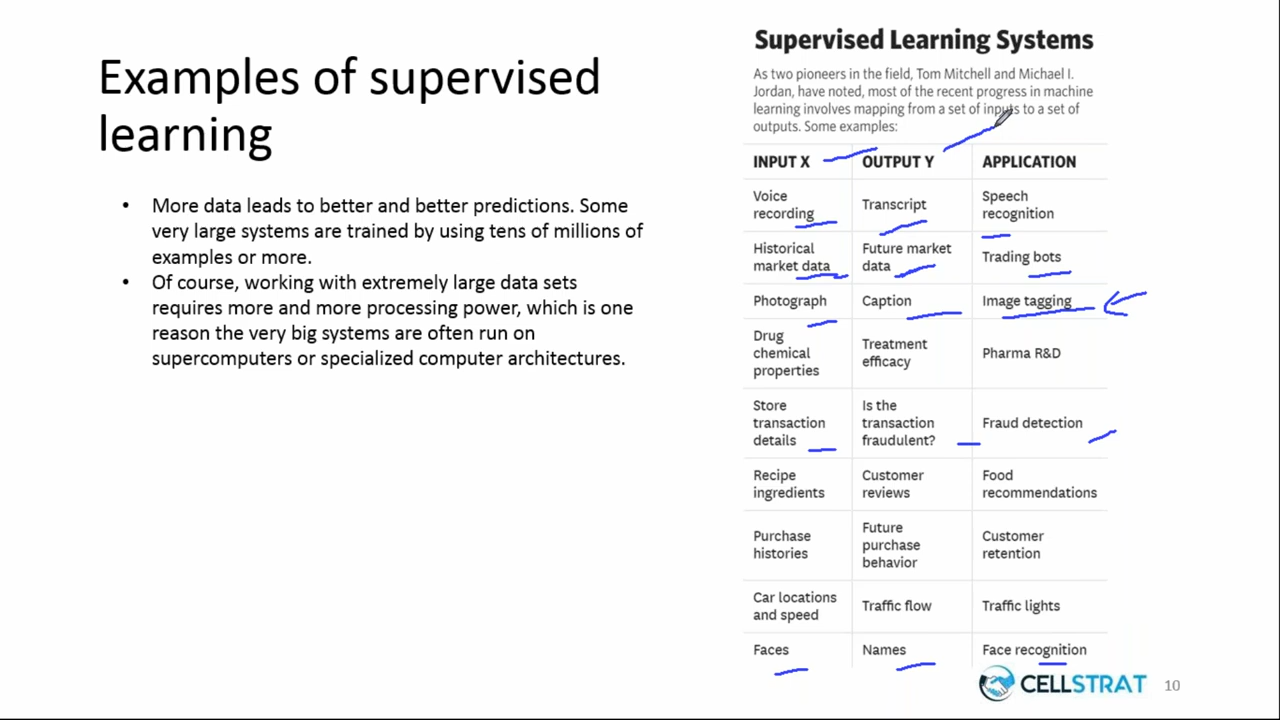 Examples of supervised
learning
• More data leads to better and better predictions. Some
very large systems are trained by using tens of millions of
examples or more.
• Of course, working with extremely large data sets
requires more and more processing power, which is one
reason the very big systems are often run on
supercomputers or specialized computer architectures.
Supervised Learning Systems
As two pioneers in the field, Tom Mitchell and Michael I.
Jordan, have noted, most of the recent progress in machine
learning involves mapping from a set of inputs to a set of
outputs. Some examples:
INPUT X OUTPUT Y APPLICATION
Voice
recording
Transcript
Speech
recognition
Historical
market data
Future market
data
Trading bots
Photograph
Caption
Image tagging
Drug
chemical
properties
Treatment
efficacy
Pharma R&D
Store
transaction
details
Is the
transaction
fraudulent?
Fraud detection
Recipe
ingredients
Customer
reviews
Food
recommendations
Purchase
histories
Future
purchase
behavior
Customer
retention
Car locations
and speed
Traffic flow
Traffic lights
Faces
Names
Face recognition
CELLSTRAT
10